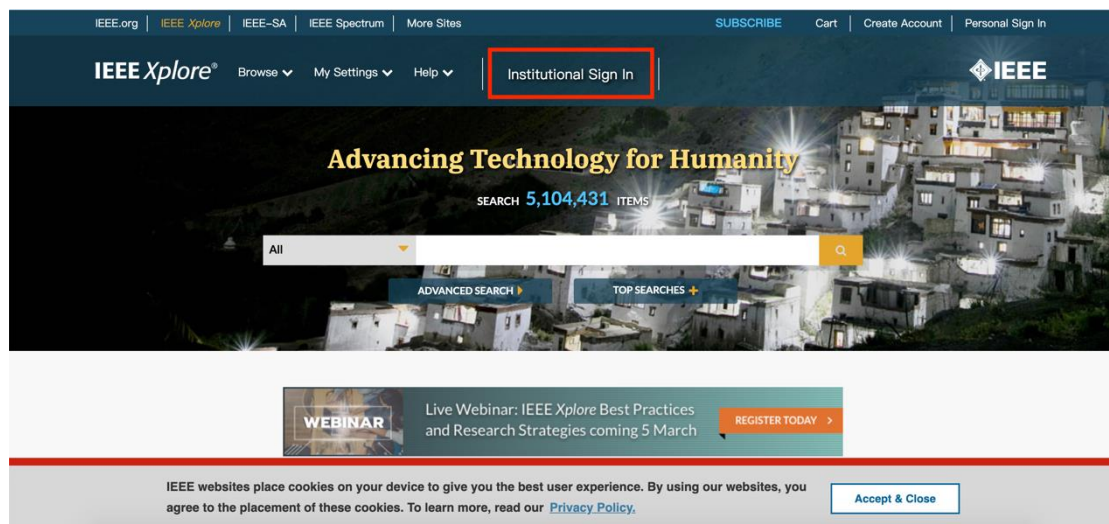 IEEE.org | IEEE Xplore | IEEE-SA | IEEE Spectrum | More Sites SUBSCRIBE Cart | Create Account | Personal Sign In
IEEE Xplore® Browse My Settings Help Institutional Sign In IEEE
Advancing Technology for Humanity
SEARCH 5,104,431 ITEMS
All
ADVANCED SEARCH TOP SEARCHES +
WEBINAR
Live Webinar: IEEE Xplore Best Practices
and Research Strategies coming 5 March
REGISTER TODAY >
IEEE websites place cookies on your device to give you the best user experience. By using our websites, you
agree to the placement of these cookies. To learn more, read our Privacy Policy.
Accept & Close